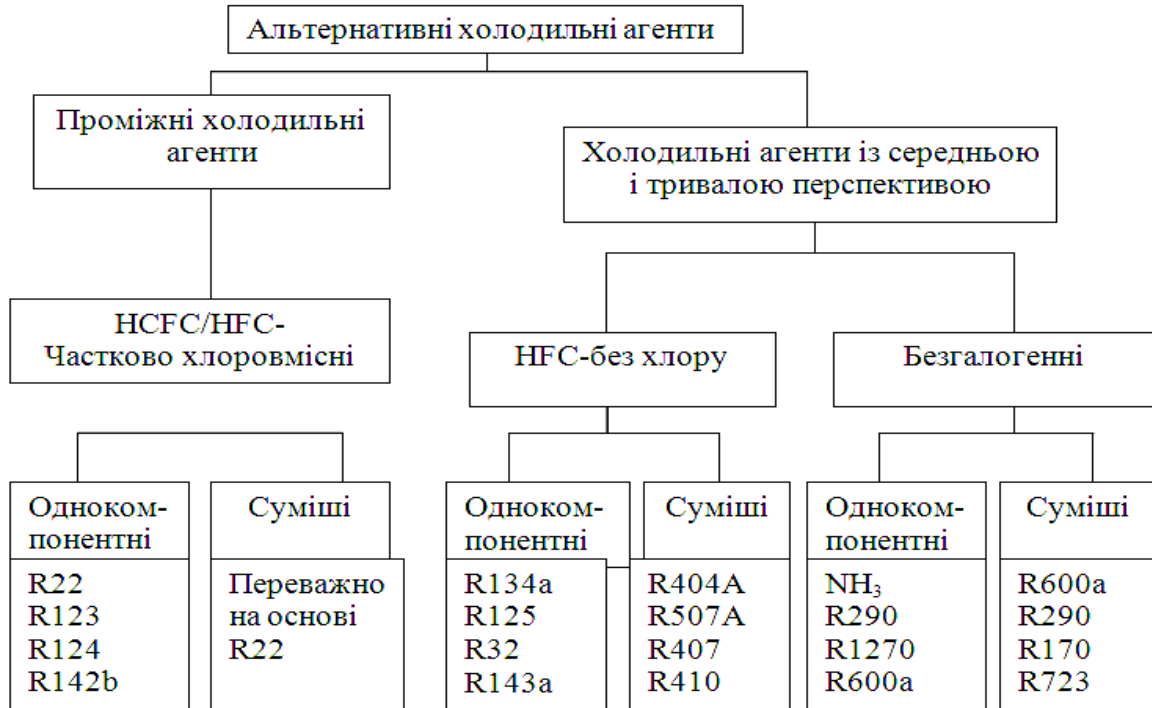 Альтернативні холодильні агенти
Проміжні холодильні
агенти
Холодильні агенти із середньою
і тривалою перспективою
HCFC/HFC-
Частково хлоровмісні
HFC-без хлору
Безгалогенні
Одноком-
понентні
Суміші
Одноком-
понентні
Суміші
Одноком-
понентні
Суміші
R22
R123
R124
R142b
Переважно
на основі
R22
R134a
R125
R32
R143a
R404A
R507A
R407
R410
NH₃
R290
R1270
R600a
R600a
R290
R170
R723